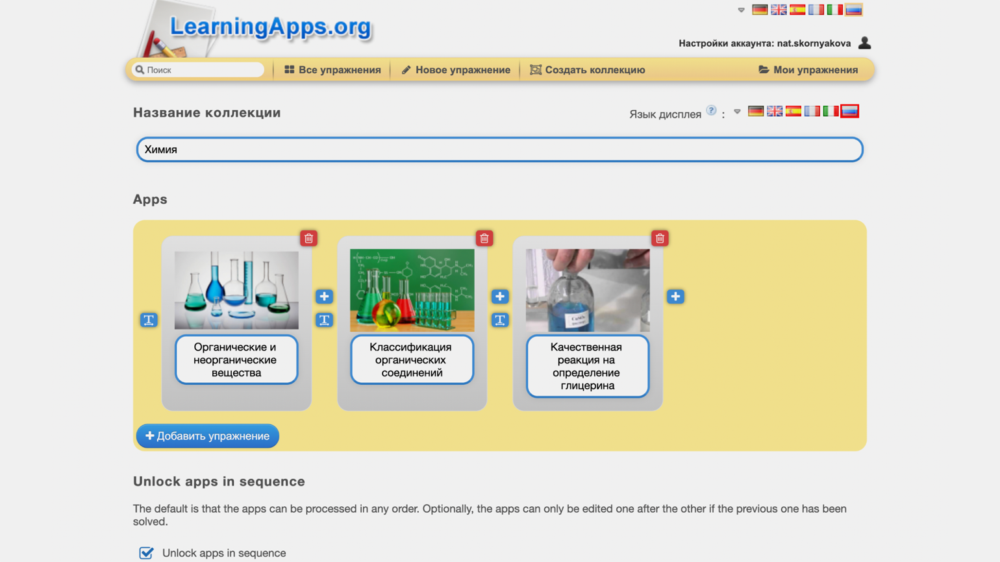 LearningApps.org
Настройки аккаунта: nat.skornyakova
Поиск
Все упражнения
Новое упражнение
Создать коллекцию
Мои упражнения
Название коллекции
Язык дисплея ? :
Химия
Apps
Органические и
неорганические
вещества
Классификация
органических
соединений
Качественная
реакция на
определение
глицерина
+ Добавить упражнение
Unlock apps in sequence
The default is that the apps can be processed in any order. Optionally, the apps can only be edited one after the other if the previous one has been
solved.
Unlock apps in sequence